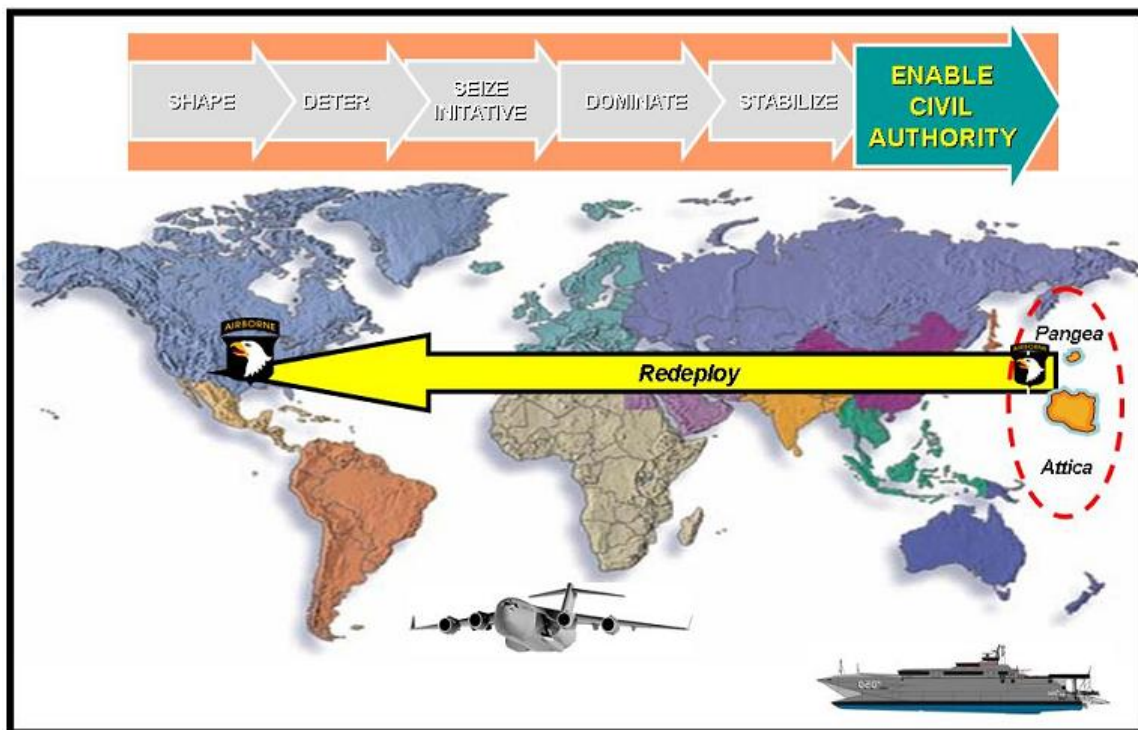 SHAPE
DETER
SEIZE
INITATIVE
DOMINATE
STABILIZE
ENABLE
CIVIL
AUTHORITY
AIRBORNE
Pangea
Redeploy
Attica